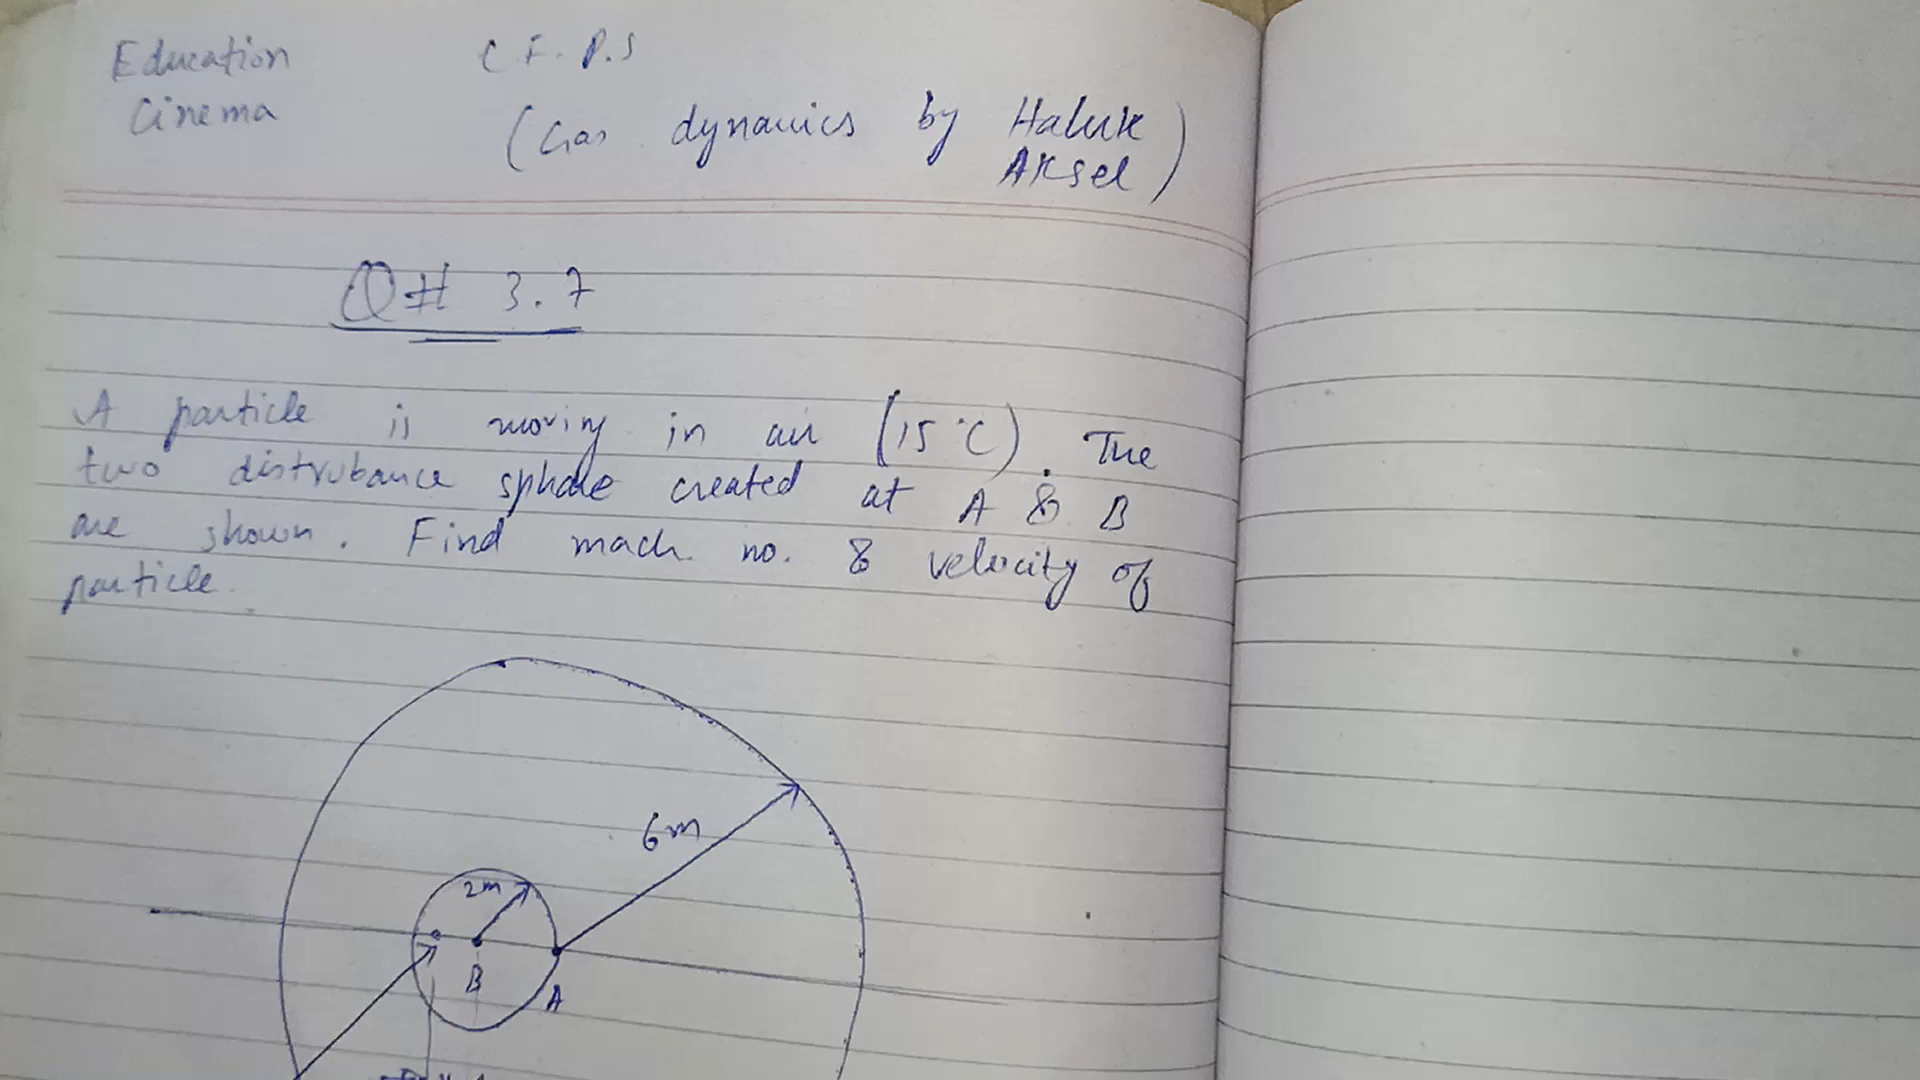 Education
Cinema
C F. P.S
(Gas dynamics by Haluk
Aksel)
Q# 3.7
A particle is moving in air (15°C). The
two distrubance sphere created at A & B
are shown. Find mach no. & velocity of
particle.
6m
2m
B
A